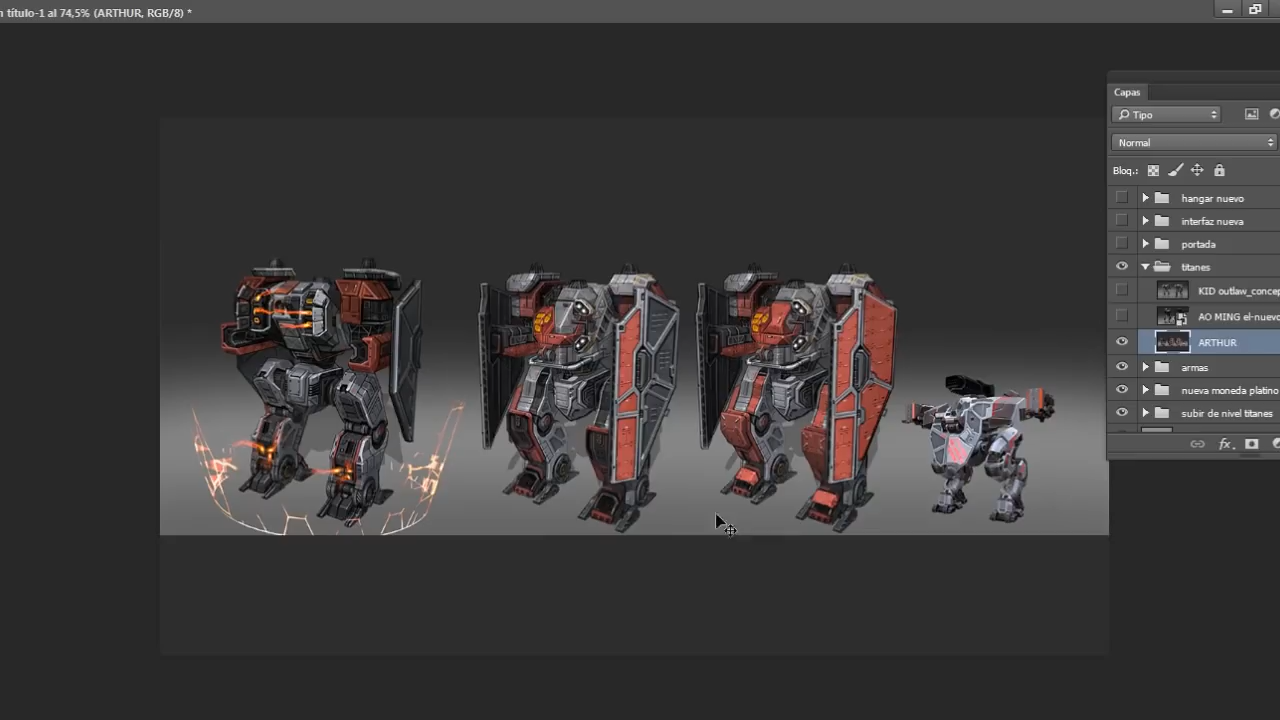 n título-1 al 74,5% (ARTHUR, RGB/8) *
Capas
Tipo
Normal
Bloq.:
hangar nuevo
interfaz nueva
portada
titanes
KID outlaw_concep
AO MING el-nuevo
ARTHUR
armas
nueva moneda platino
subir de nivel titanes
fx.